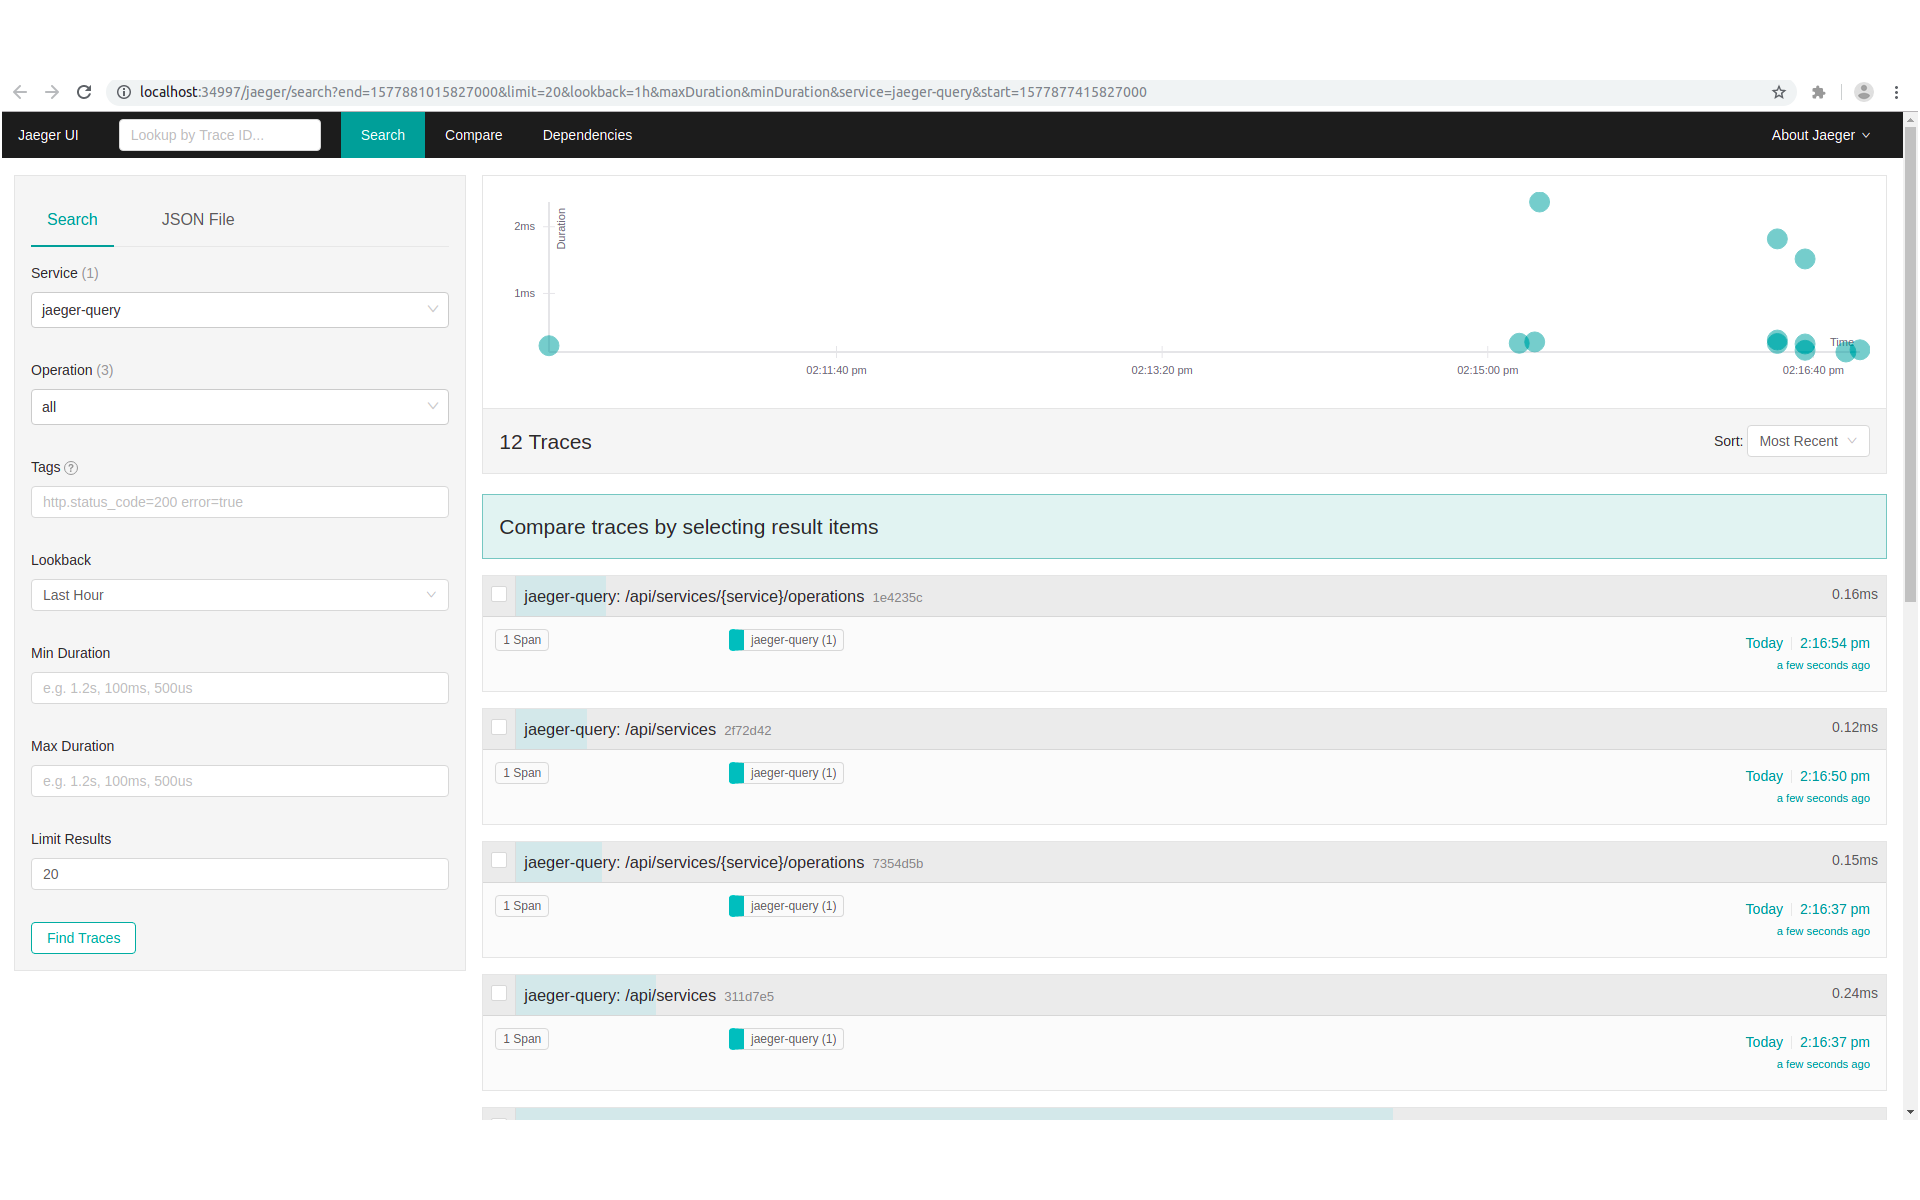 localhost:34997/jaeger/search?end=1577881015827000&limit=20&lookback=1h&maxDuration&minDuration&service=jaeger-query&start=1577877415827000
Jaeger UI
Lookup by Trace ID...
Search
Compare
Dependencies
About Jaeger
Search
JSON File
Service (1)
jaeger-query
Operation (3)
all
Tags ?
http.status_code=200 error=true
Lookback
Last Hour
Min Duration
e.g. 1.2s, 100ms, 500us
Max Duration
e.g. 1.2s, 100ms, 500us
Limit Results
20
Find Traces
Duration
2ms
1ms
Time
02:11:40 pm
02:13:20 pm
02:15:00 pm
02:16:40 pm
12 Traces
Sort: Most Recent
Compare traces by selecting result items
jaeger-query: /api/services/{service}/operations 1e4235c
0.16ms
1 Span
jaeger-query (1)
Today 2:16:54 pm
a few seconds ago
jaeger-query: /api/services 2f72d42
0.12ms
1 Span
jaeger-query (1)
Today 2:16:50 pm
a few seconds ago
jaeger-query: /api/services/{service}/operations 7354d5b
0.15ms
1 Span
jaeger-query (1)
Today 2:16:37 pm
a few seconds ago
jaeger-query: /api/services 311d7e5
0.24ms
1 Span
jaeger-query (1)
Today 2:16:37 pm
a few seconds ago